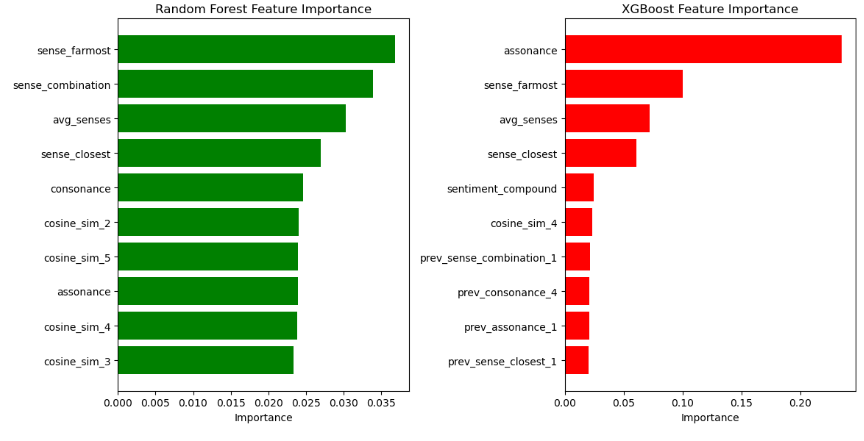 Random Forest Feature Importance
sense_farmost
sense_combination
avg_senses
sense_closest
consonance
cosine_sim_2
cosine_sim_5
assonance
cosine_sim_4
cosine_sim_3
0.000 0.005 0.010 0.015 0.020 0.025 0.030 0.035
Importance
XGBoost Feature Importance
assonance
sense_farmost
avg_senses
sense_closest
sentiment_compound
cosine_sim_4
prev_sense_combination_1
prev_consonance_4
prev_assonance_1
prev_sense_closest_1
0.00 0.05 0.10 0.15 0.20
Importance